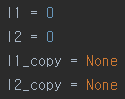 l1 = 0
l2 = 0
l1_copy = None
l2_copy = None